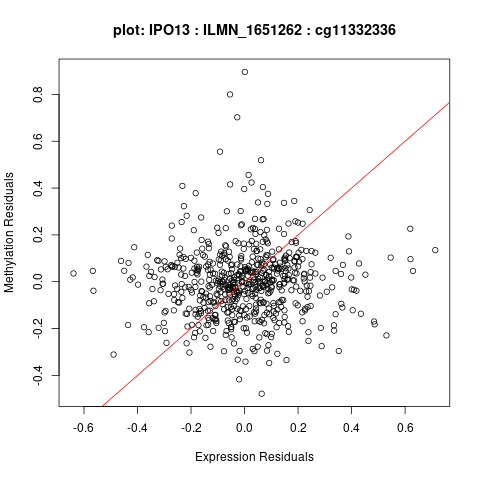 plot: IPO13 : ILMN_1651262 : cg11332336
Methylation Residuals
0.8
0.6
0.4
0.2
0.0
-0.2
-0.4
-0.6 -0.4 -0.2 0.0 0.2 0.4 0.6
Expression Residuals